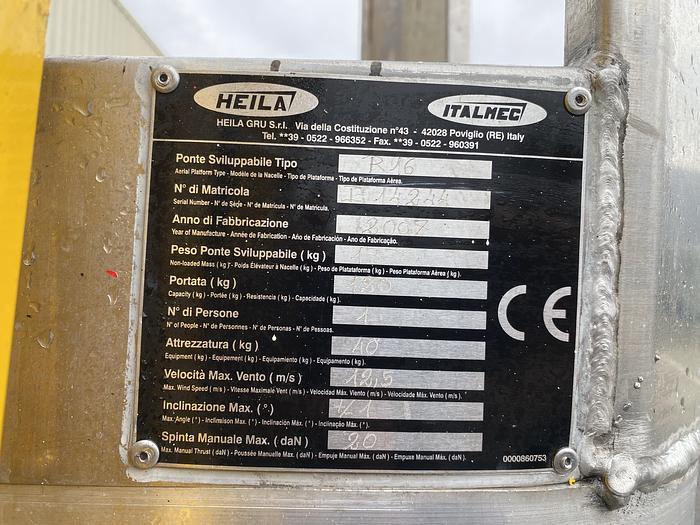 HEILA ITALMEC
HEILA GRU S.r.l. Via della Costituzione n°43 - 42028 Poviglio (RE) Italy
Tel. **39 - 0522 - 966352 - Fax. **39 - 0522 - 960391
Ponte Sviluppabile Tipo
Aerial Platform Type - Modèle de la Nacelle - Tipo de Plataforma - Tipo de Plataforma Aérea.
N° di Matricola
Serial Number - N° de Série - N° de Matricula - N° de Matricula.
Anno di Fabbricazione
Year of Manufacture - Année de Fabrication - Año de Fabricación - Ano de Fabricação.
Peso Ponte Sviluppabile ( kg )
Non-loaded Mass ( kg ) - Poids Élévateur à Nacelle ( kg ) - Peso de Platataforma ( kg ) - Peso Plataforma Aérea ( kg ).
Portata ( kg )
Capacity ( kg ) - Portée ( kg ) - Resistencia ( kg ) - Capacidade ( kg ).
N° di Persone 1
N° of People - N° de Personnes - N° de Personas - N° de Pessoas.
Attrezzatura ( kg ) 10
Equipment ( kg ) - Equipement ( kg ) - Equipamiento ( kg ) - Equipamento ( kg ).
Velocità Max. Vento ( m/s ) 12,5
Max. Wind Speed ( m/s ) - Vitesse Maximale Vent ( m/s ) - Velocidad Máx. Viento ( m/s ) - Velocidade Máx. Vento ( m/s ).
Inclinazione Max. ( °. )
Max. Angle ( ° ) - Inclinaison Max. ( ° ) - Inclinación Máx. ( ° ) - Inclinação Máx. ( ° ).
Spinta Manuale Max. ( daN ) 20
Max. Manual Thrust ( daN ) - Poussée Manuelle Max. ( daN ) - Empuje Manual Máx. ( daN ) - Empuxe Manual Máx. ( daN ).
CE
0000860753